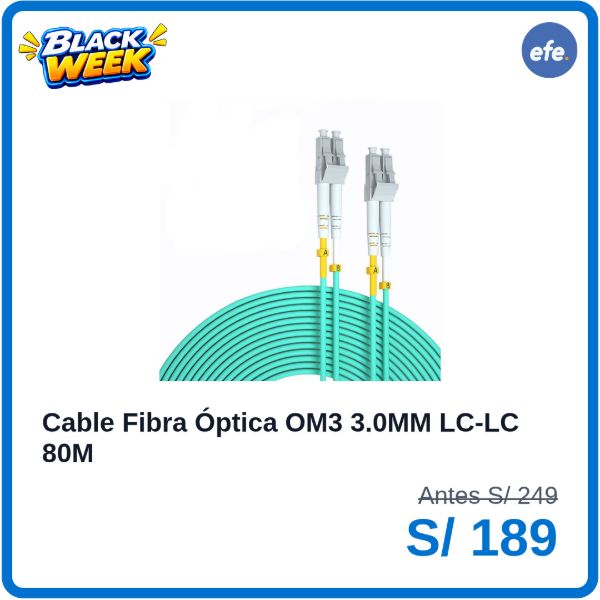 BLACK
WEEK
efe.
A
B
A
B
Cable Fibra Óptica OM3 3.0MM LC-LC
80M
Antes S/ 249
S/ 189